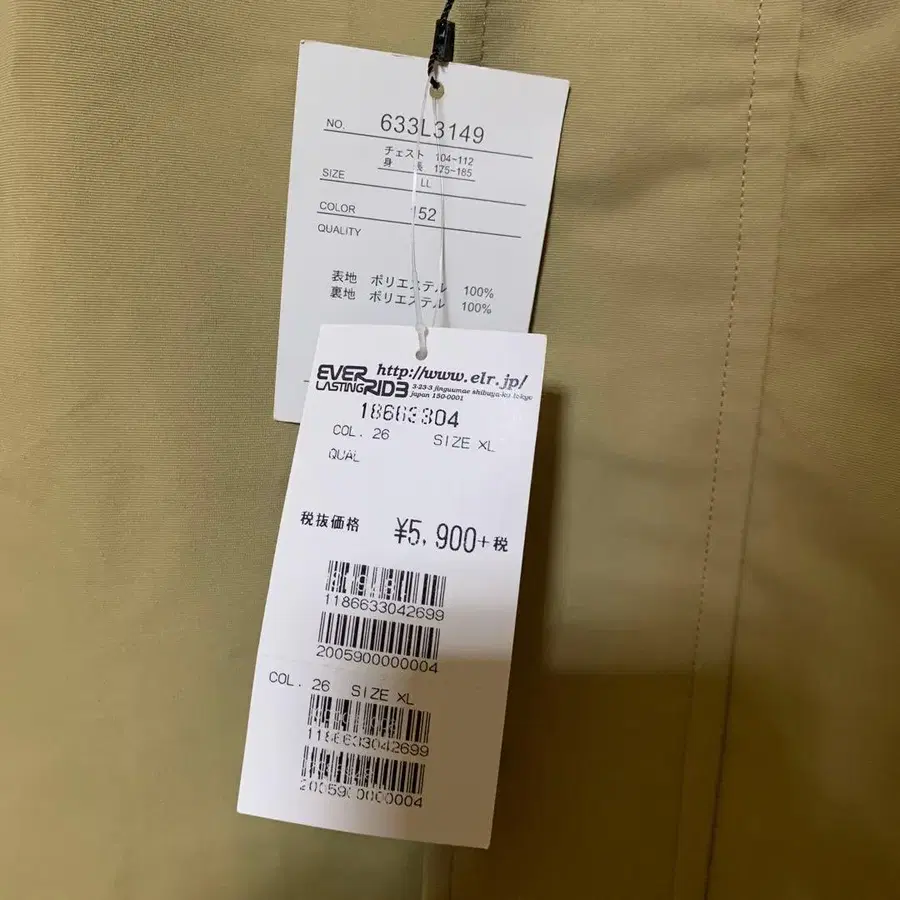 NO. 633L3149
チェスト 104~112
身 長 175~185
SIZE LL
COLOR 152
QUALITY
表地 ポリエステル 100%
裏地 ポリエステル 100%
EVER LASTING RIDE
http://www.elr.jp/
3-23-3 jinguumae shibuya-ku tokyo
japan 150-0001
18663304
COL. 26 SIZE XL
QUAL
税抜価格 ¥5,900+税
1186633042699
2005900000004
COL. 26 SIZE XL
1186633042699
2005900000004